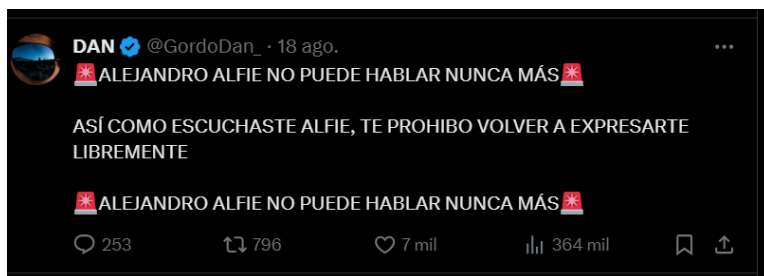 DAN @GordoDan_ · 18 ago.
🚨ALEJANDRO ALFIE NO PUEDE HABLAR NUNCA MÁS🚨
ASÍ COMO ESCUCHASTE ALFIE, TE PROHIBO VOLVER A EXPRESARTE
LIBREMENTE
🚨ALEJANDRO ALFIE NO PUEDE HABLAR NUNCA MÁS🚨
253 796 7 mil 364 mil